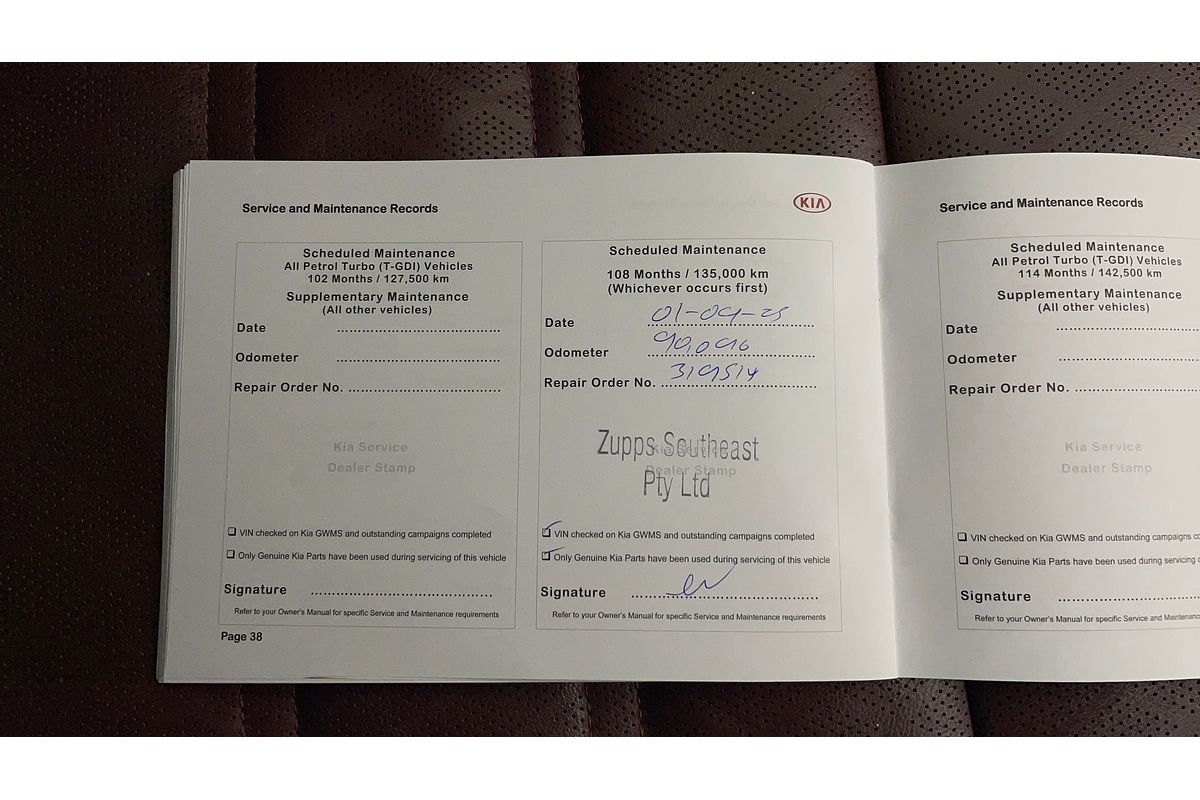 Service and Maintenance Records
KIA
Scheduled Maintenance
All Petrol Turbo (T-GDI) Vehicles
102 Months / 127,500 km
Supplementary Maintenance
(All other vehicles)
Date
Odometer
Repair Order No.
Kia Service
Dealer Stamp
VIN checked on Kia GWMS and outstanding campaigns completed
Only Genuine Kia Parts have been used during servicing of this vehicle
Signature
Refer to your Owner's Manual for specific Service and Maintenance requirements
Page 38
Scheduled Maintenance
108 Months / 135,000 km
(Whichever occurs first)
Date 01-09-25
Odometer 90,096
Repair Order No. 319514
Kia Service
Dealer Stamp
Zupps Southeast
Pty Ltd
VIN checked on Kia GWMS and outstanding campaigns completed
Only Genuine Kia Parts have been used during servicing of this vehicle
Signature
Refer to your Owner's Manual for specific Service and Maintenance requirements
Service and Maintenance Records
Scheduled Maintenance
All Petrol Turbo (T-GDI) Vehicles
114 Months / 142,500 km
Supplementary Maintenance
(All other vehicles)
Date
Odometer
Repair Order No.
Kia Service
Dealer Stamp
VIN checked on Kia GWMS and outstanding campaigns
Only Genuine Kia Parts have been used during servicing
Signature
Refer to your Owner's Manual for specific Service and